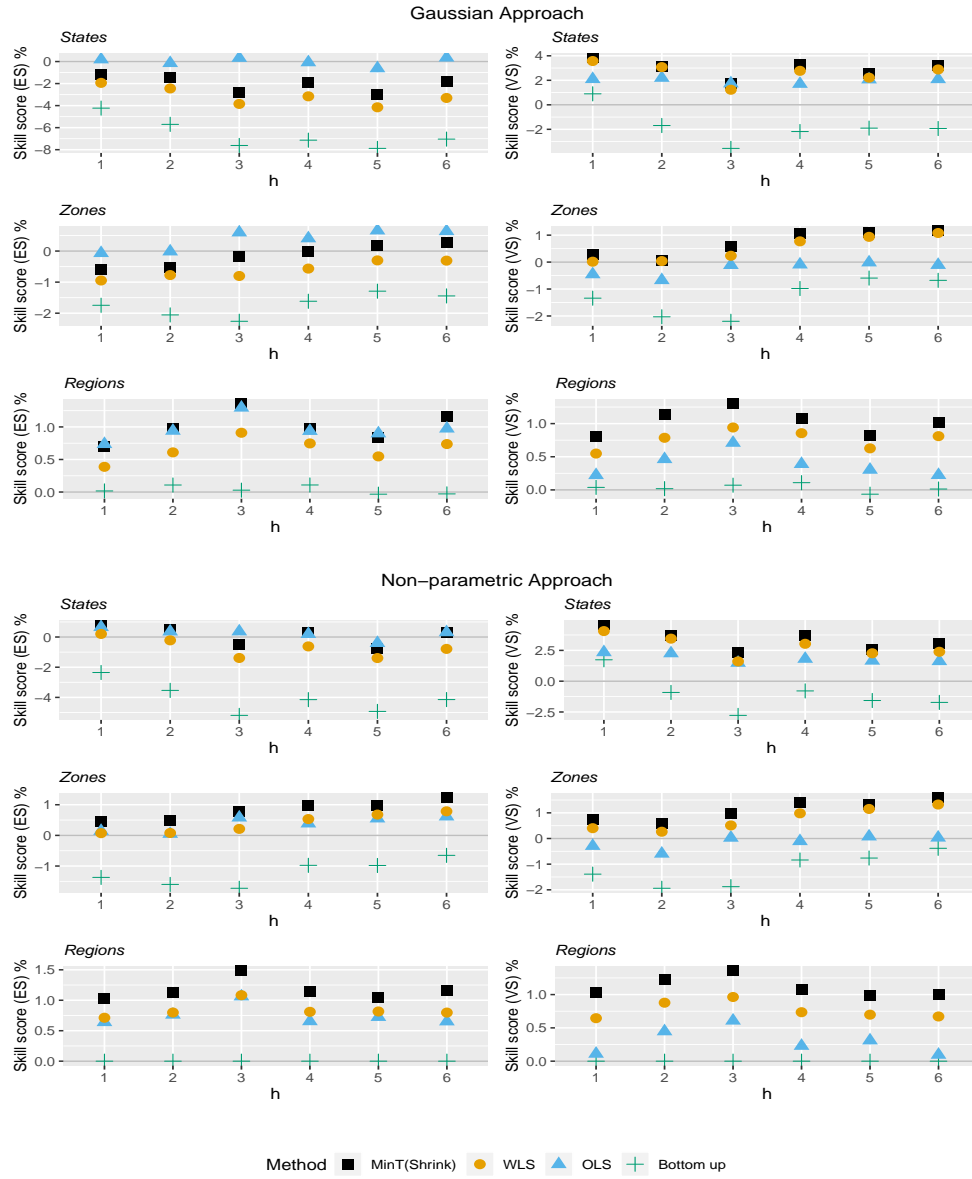 Gaussian Approach
States
Skill score (ES) %
0
−2
−4
−6
−8
1 2 3 4 5 6
h
States
Skill score (VS) %
4
2
0
−2
1 2 3 4 5 6
h
Zones
Skill score (ES) %
0
−1
−2
1 2 3 4 5 6
h
Zones
Skill score (VS) %
1
0
−1
−2
1 2 3 4 5 6
h
Regions
Skill score (ES) %
1.0
0.5
0.0
1 2 3 4 5 6
h
Regions
Skill score (VS) %
1.0
0.5
0.0
1 2 3 4 5 6
h
Non−parametric Approach
States
Skill score (ES) %
0
−2
−4
1 2 3 4 5 6
h
States
Skill score (VS) %
2.5
0.0
−2.5
1 2 3 4 5 6
h
Zones
Skill score (ES) %
1
0
−1
1 2 3 4 5 6
h
Zones
Skill score (VS) %
1
0
−1
−2
1 2 3 4 5 6
h
Regions
Skill score (ES) %
1.5
1.0
0.5
0.0
1 2 3 4 5 6
h
Regions
Skill score (VS) %
1.0
0.5
0.0
1 2 3 4 5 6
h
Method MinT(Shrink) WLS OLS Bottom up